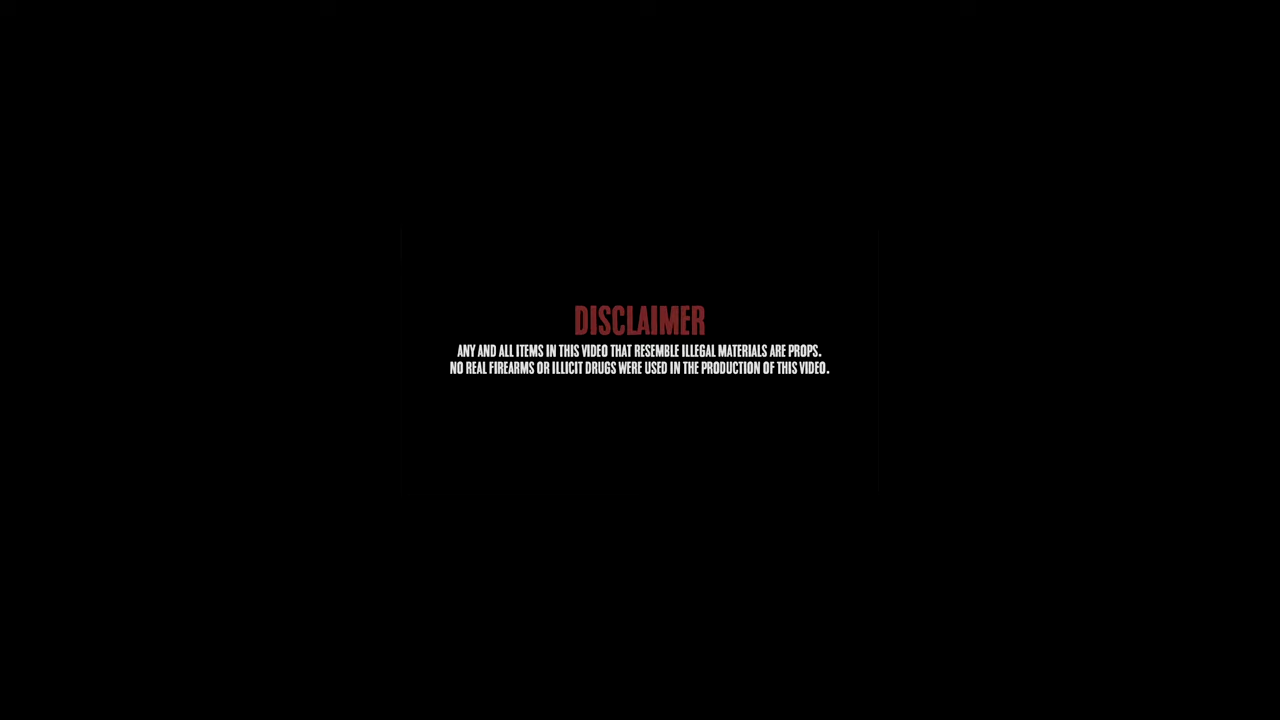 DISCLAIMER
ANY AND ALL ITEMS IN THIS VIDEO THAT RESEMBLE ILLEGAL MATERIALS ARE PROPS.
NO REAL FIREARMS OR ILLICIT DRUGS WERE USED IN THE PRODUCTION OF THIS VIDEO.